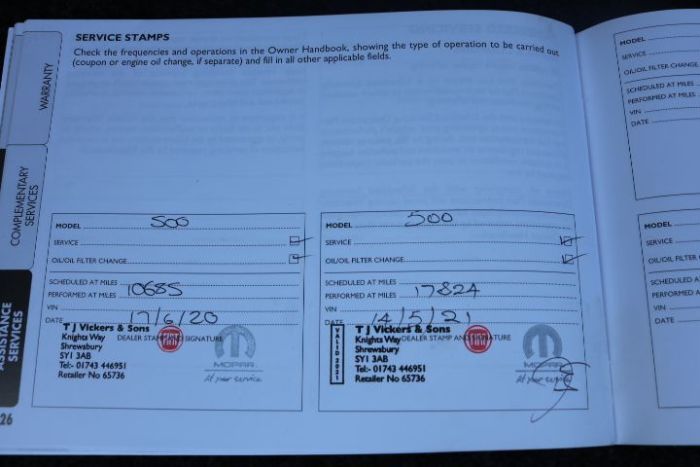 SERVICE STAMPS
Check the frequencies and operations in the Owner Handbook, showing the type of operation to be carried out
(coupon or engine oil change, if separate) and fill in all other applicable fields.
WARRANTY
COMPLEMENTARY
SERVICES
ASSISTANCE
SERVICES
26
MODEL 500
SERVICE
OIL/OIL FILTER CHANGE
SCHEDULED AT MILES
PERFORMED AT MILES 10685
VIN
DATE 17/6/20
T J Vickers & Sons
Knights Way DEALER STAMP AND SIGNATURE
Shrewsbury
SY1 3AB
Tel:- 01743 446951
Retailer No 65736
FIAT
MOPAR
At your service
MODEL 500
SERVICE
OIL/OIL FILTER CHANGE
SCHEDULED AT MILES
PERFORMED AT MILES 17824
VIN
DATE 14/5/21
VALID 2021
T J Vickers & Sons
Knights Way DEALER STAMP AND SIGNATURE
Shrewsbury
SY1 3AB
Tel:- 01743 446951
Retailer No 65736
FIAT
MOPAR
At your service
MODEL
SERVICE
OIL/OIL FILTER CHANGE
SCHEDULED AT MILES
PERFORMED AT MILES
VIN
DATE
MODEL
SERVICE
OIL/OIL FILTER
SCHEDULED A
PERFORMED A
VIN
DATE